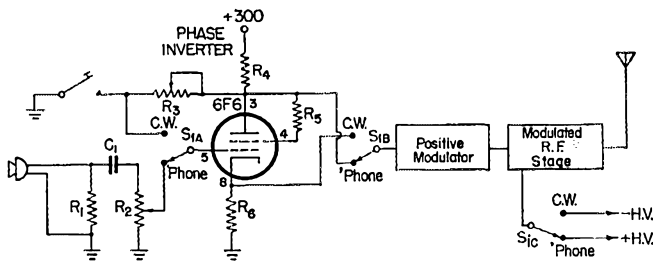 +300
PHASE
INVERTER
R4
R3
6F6
3
R5
C.W.
S1A
4
C.W.
S1B
5
C1
'Phone
'Phone
8
R1
R2
R6
Positive
Modulator
Modulated
R.F.
Stage
C.W.
-H.V.
S1C
'Phone
+H.V.